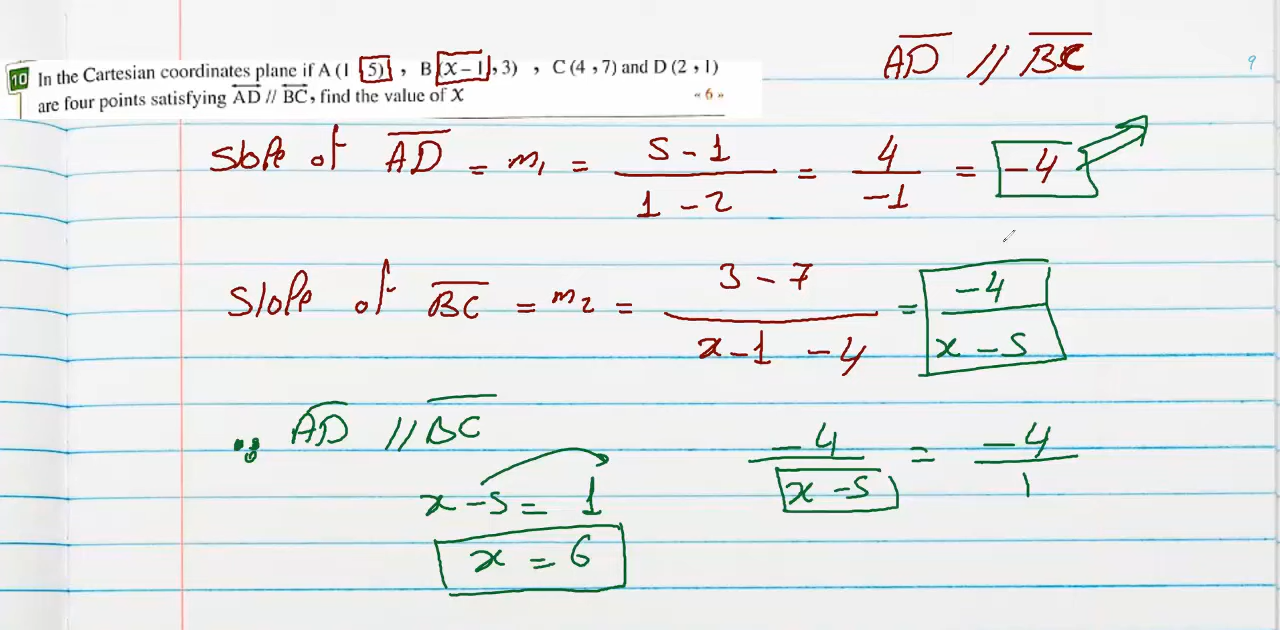 10 In the Cartesian coordinates plane if A (1 5) , B (x – 1 , 3) , C (4 , 7) and D (2 , 1)
are four points satisfying AD // BC , find the value of x « 6 »
AD // BC
9
Slope of AD = m₁ = (5 - 1)/(1 - 2) = 4/-1 = -4
Slope of BC = m₂ = (3 - 7)/(x - 1 - 4) = -4/(x - 5)
∵ AD // BC
-4/(x - 5) = -4/1
x - 5 = 1
x = 6